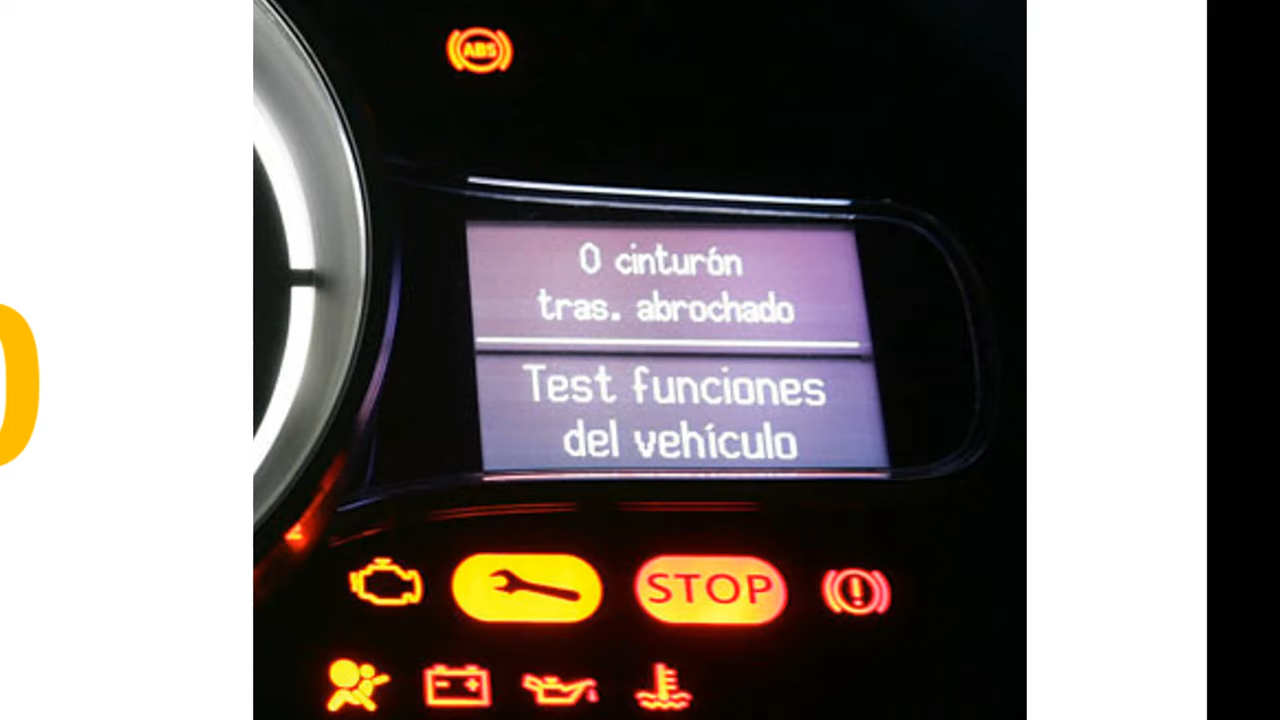 ABS
0 cinturón
tras. abrochado
Test funciones
del vehículo
STOP